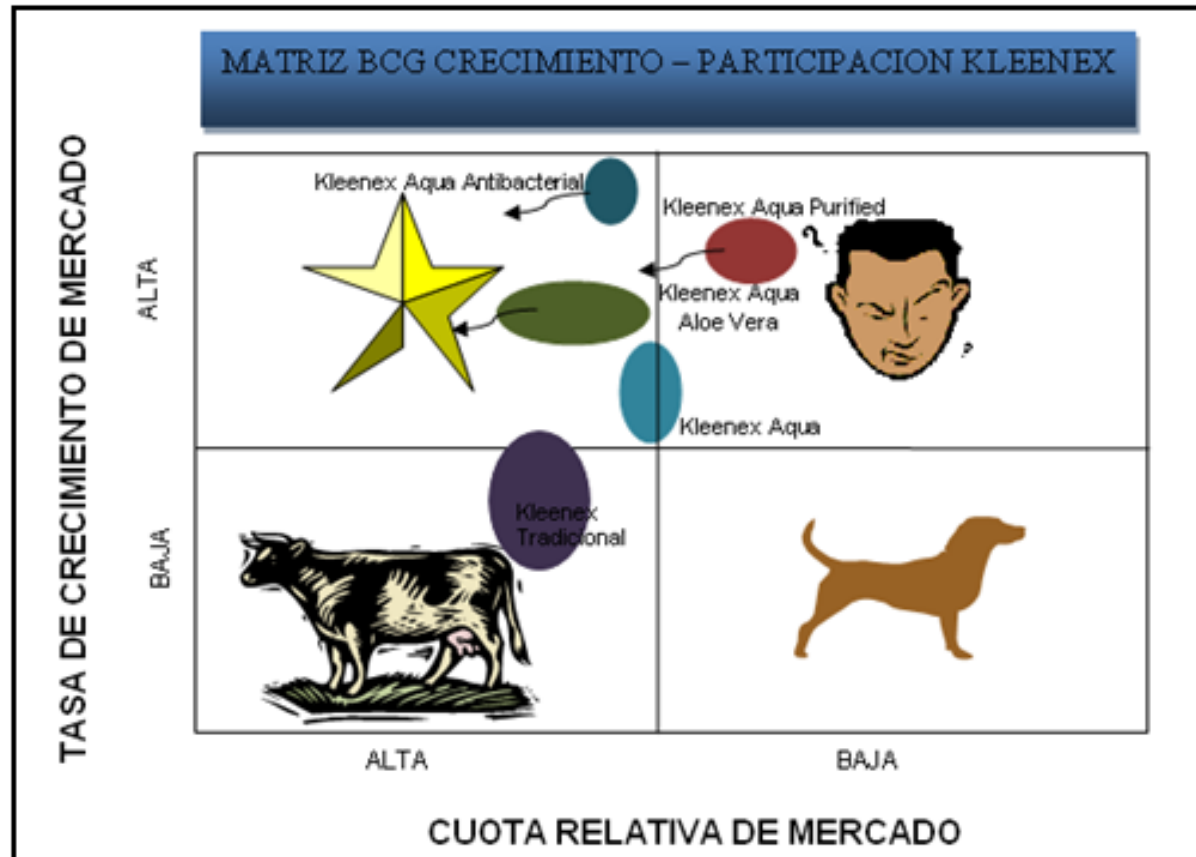 MATRIZ BCG CRECIMIENTO – PARTICIPACION KLEENEX
TASA DE CRECIMIENTO DE MERCADO
ALTA
BAJA
Kleenex Aqua Antibacterial
Kleenex Aqua Purified
?
Kleenex Aqua
Aloe Vera
?
Kleenex Aqua
Kleenex
Tradicional
ALTA
BAJA
CUOTA RELATIVA DE MERCADO